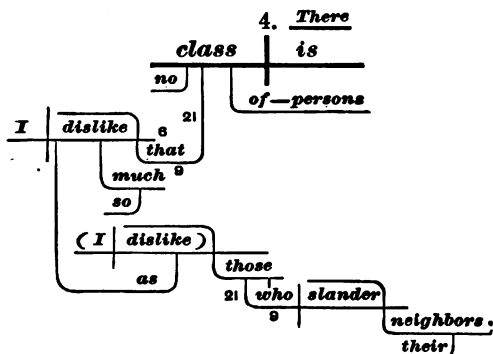 4. There
class is
no
of—persons
21
I dislike 6
that
9
much
so
(I dislike)
those
as
21 who slander
9
neighbors.
their